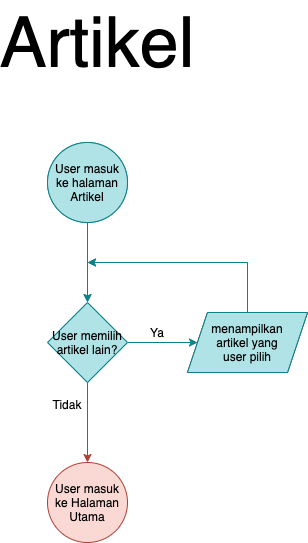 Artikel
User masuk
ke halaman
Artikel
User memilih
artikel lain?
Ya
menampilkan
artikel yang
user pilih
Tidak
User masuk
ke Halaman
Utama